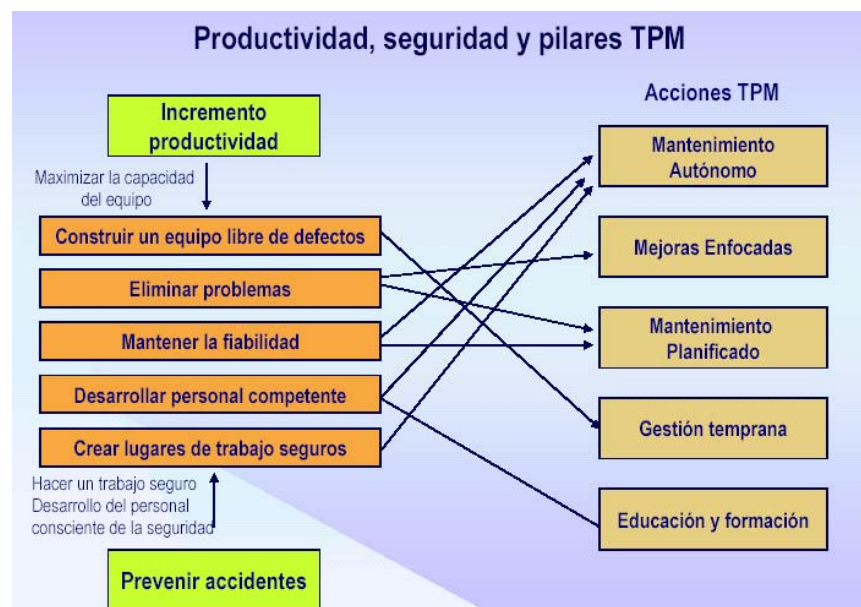 Productividad, seguridad y pilares TPM
Incremento
productividad
Maximizar la capacidad
del equipo
Construir un equipo libre de defectos
Eliminar problemas
Mantener la fiabilidad
Desarrollar personal competente
Crear lugares de trabajo seguros
Hacer un trabajo seguro
Desarrollo del personal
consciente de la seguridad
Prevenir accidentes
Acciones TPM
Mantenimiento
Autónomo
Mejoras Enfocadas
Mantenimiento
Planificado
Gestión temprana
Educación y formación